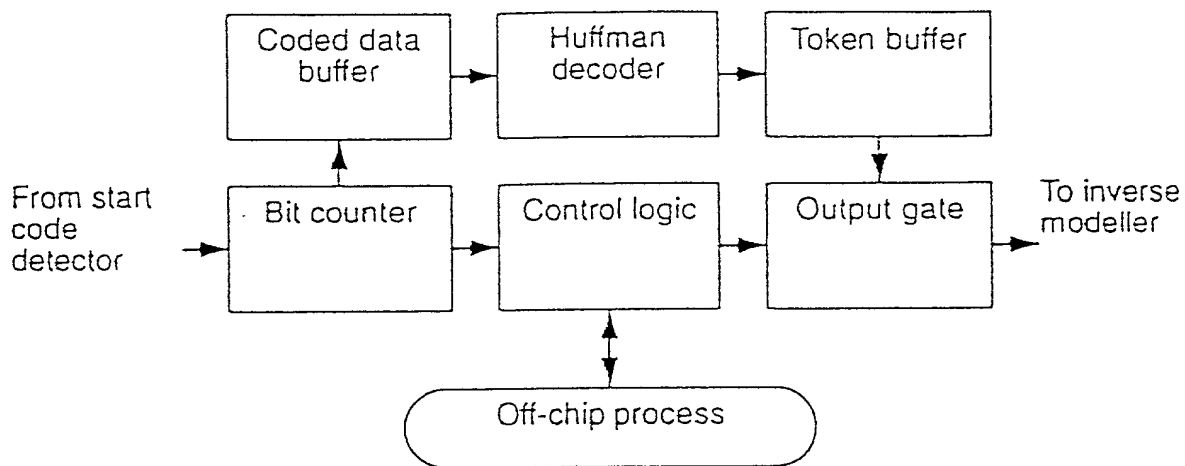 Coded data
buffer
Huffman
decoder
Token buffer
From start
code
detector
Bit counter
Control logic
Output gate
To inverse
modeller
Off-chip process